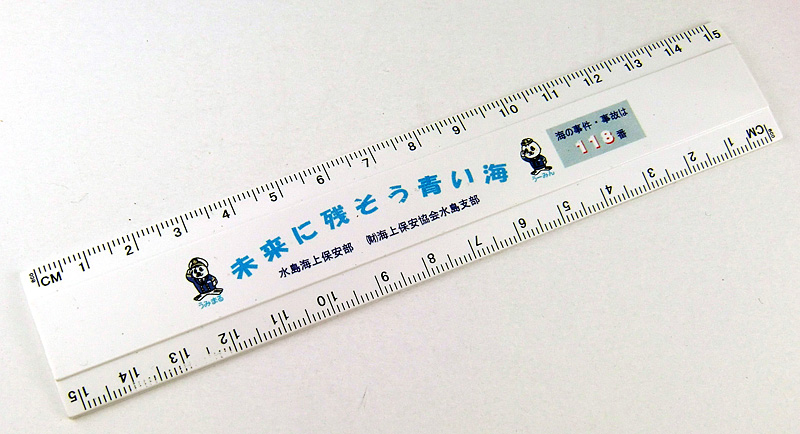 CM 1 2 3 4 5 6 7 8 9 10 11 12 13 14 15
海の事件・事故は
118番
うーみん
未来に残そう青い海
水島海上保安部 (財)海上保安協会水島支部
うみまる
CM 1 2 3 4 5 6 7 8 9 10 11 12 13 14 15